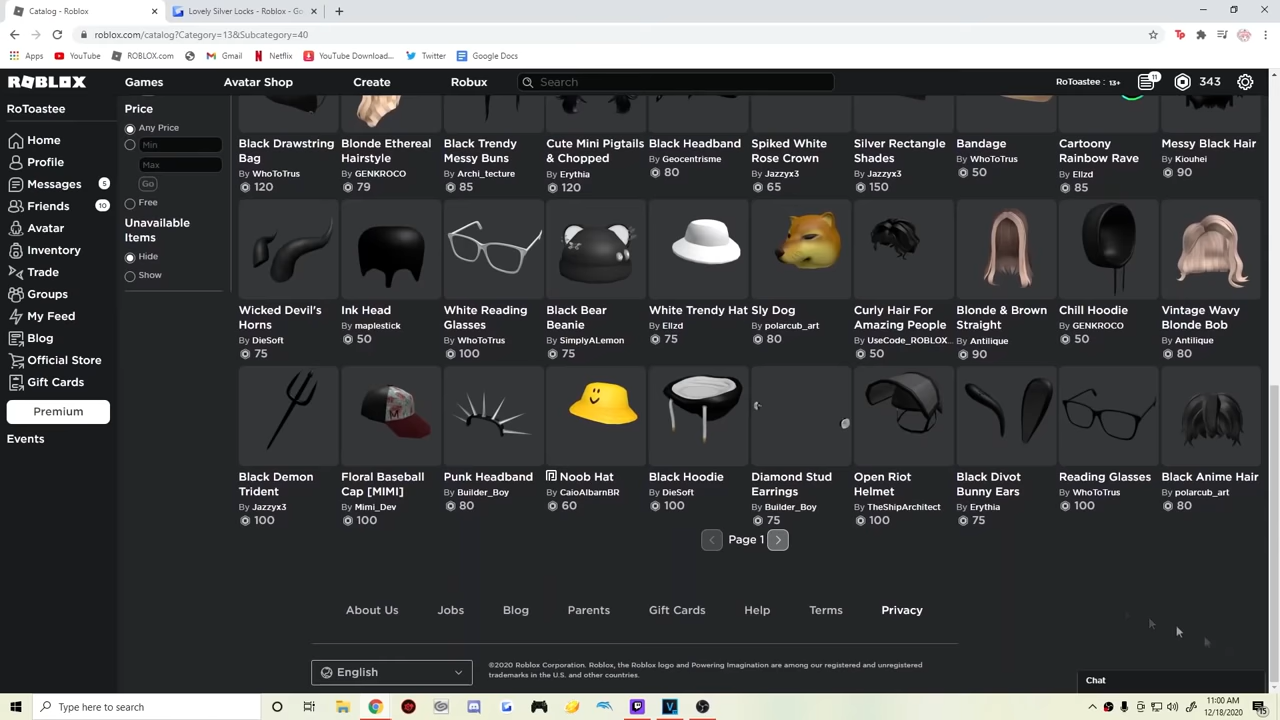 Catalog - Roblox
Lovely Silver Locks - Roblox - Go
roblox.com/catalog?Category=13&Subcategory=40
Apps YouTube ROBLOX.com Gmail Netflix YouTube Download... Twitter Google Docs
ROBLOX Games Avatar Shop Create Robux Search RoToastee : 13+ 11 343
RoToastee
Home
Profile
Messages 5
Friends 10
Avatar
Inventory
Trade
Groups
My Feed
Blog
Official Store
Gift Cards
Premium
Events
Price
Any Price
Min
Max
Go
Free
Unavailable
Items
Hide
Show
Black Drawstring
Bag
By WhoToTrus
120
Blonde Ethereal
Hairstyle
By GENKROCO
79
Black Trendy
Messy Buns
By Archi_tecture
85
Cute Mini Pigtails
& Chopped
By Erythia
120
Black Headband
By Geocentrisme
80
Spiked White
Rose Crown
By Jazzyx3
65
Silver Rectangle
Shades
By Jazzyx3
150
Bandage
By WhoToTrus
50
Cartoony
Rainbow Rave
By Ellzd
85
Messy Black Hair
By Kiouhei
90
Wicked Devil's
Horns
By DieSoft
75
Ink Head
By maplestick
50
White Reading
Glasses
By WhoToTrus
100
Black Bear
Beanie
By SimplyALemon
75
White Trendy Hat
By Ellzd
75
Sly Dog
By polarcub_art
80
Curly Hair For
Amazing People
By UseCode_ROBLOX...
50
Blonde & Brown
Straight
By Antilique
90
Chill Hoodie
By GENKROCO
50
Vintage Wavy
Blonde Bob
By Antilique
80
Black Demon
Trident
By Jazzyx3
100
Floral Baseball
Cap [MIMI]
By Mimi_Dev
100
Punk Headband
By Builder_Boy
80
Noob Hat
By CaioAlbarnBR
60
Black Hoodie
By DieSoft
100
Diamond Stud
Earrings
By Builder_Boy
75
Open Riot
Helmet
By TheShipArchitect
100
Black Divot
Bunny Ears
By Erythia
75
Reading Glasses
By WhoToTrus
100
Black Anime Hair
By polarcub_art
80
Page 1
About Us Jobs Blog Parents Gift Cards Help Terms Privacy
English
©2020 Roblox Corporation. Roblox, the Roblox logo and Powering Imagination are among our registered and unregistered
trademarks in the U.S. and other countries.
Chat
Type here to search
11:00 AM
12/18/2020
15